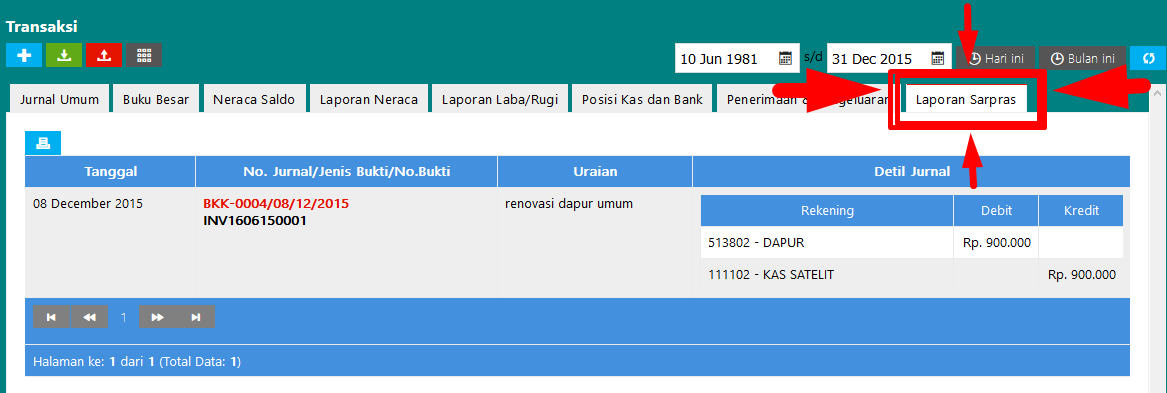 Transaksi
10 Jun 1981 s/d 31 Dec 2015 Hari ini Bulan ini
Jurnal Umum Buku Besar Neraca Saldo Laporan Neraca Laporan Laba/Rugi Posisi Kas dan Bank Penerimaan & Laporan Sarpras
Tanggal No. Jurnal/Jenis Bukti/No.Bukti Uraian Detil Jurnal
08 December 2015 BKK-0004/08/12/2015 renovasi dapur umum Rekening Debit Kredit
INV1606150001
513802 - DAPUR Rp. 900.000
111102 - KAS SATELIT Rp. 900.000
1
Halaman ke: 1 dari 1 (Total Data: 1)